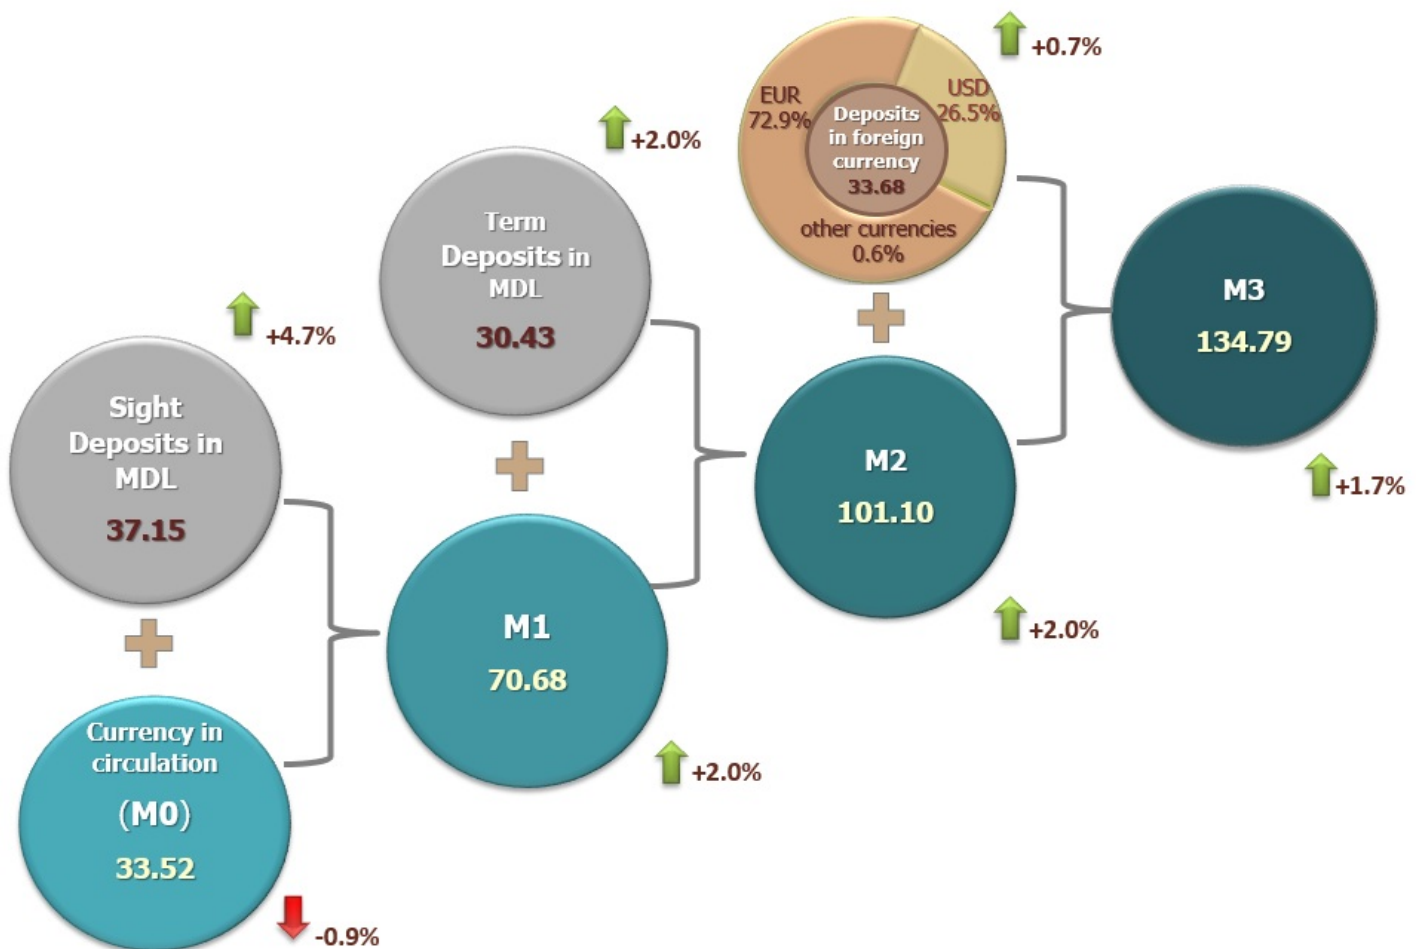 Sight
Deposits in
MDL
37.15
+4.7%
Currency in
circulation
(M0)
33.52
-0.9%
Term
Deposits in
MDL
30.43
+2.0%
M1
70.68
+2.0%
EUR
72.9%
USD
26.5%
Deposits
in foreign
currency
33.68
other currencies
0.6%
+0.7%
M2
101.10
+2.0%
M3
134.79
+1.7%